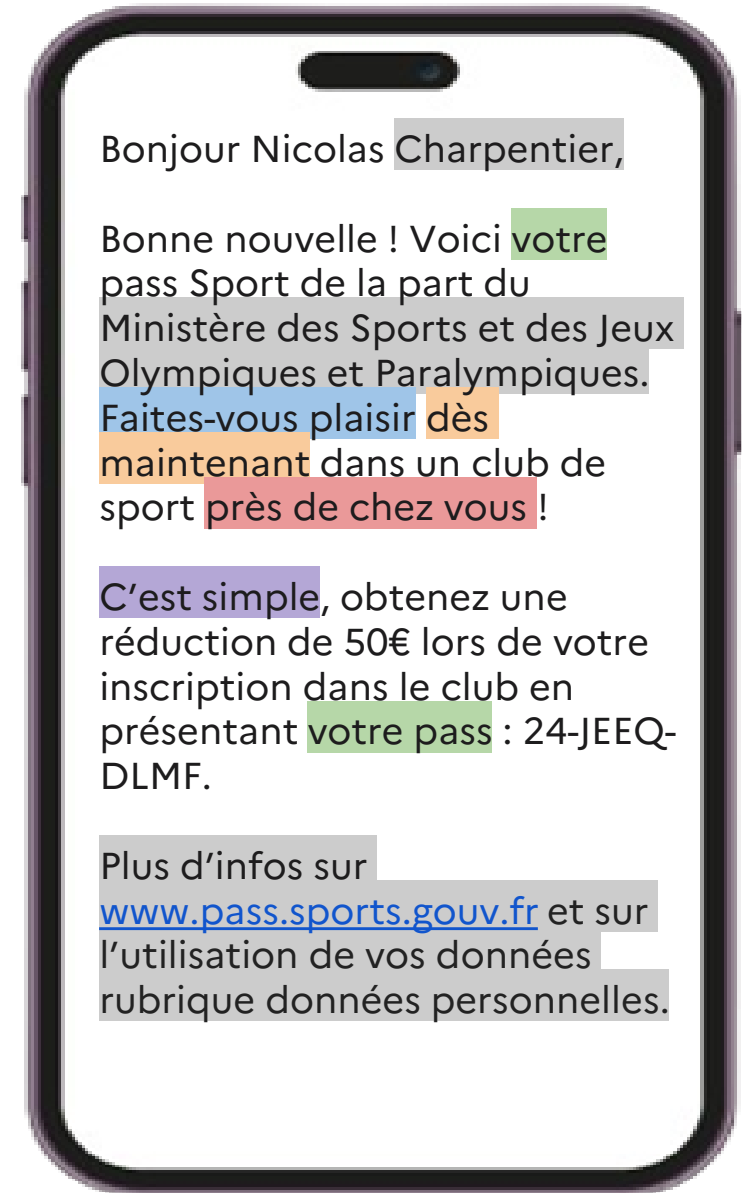 Bonjour Nicolas Charpentier,
Bonne nouvelle ! Voici votre
pass Sport de la part du
Ministère des Sports et des Jeux
Olympiques et Paralympiques.
Faites-vous plaisir dès
maintenant dans un club de
sport près de chez vous !
C’est simple, obtenez une
réduction de 50€ lors de votre
inscription dans le club en
présentant votre pass : 24-JEEQ-
DLMF.
Plus d’infos sur
www.pass.sports.gouv.fr et sur
l’utilisation de vos données
rubrique données personnelles.